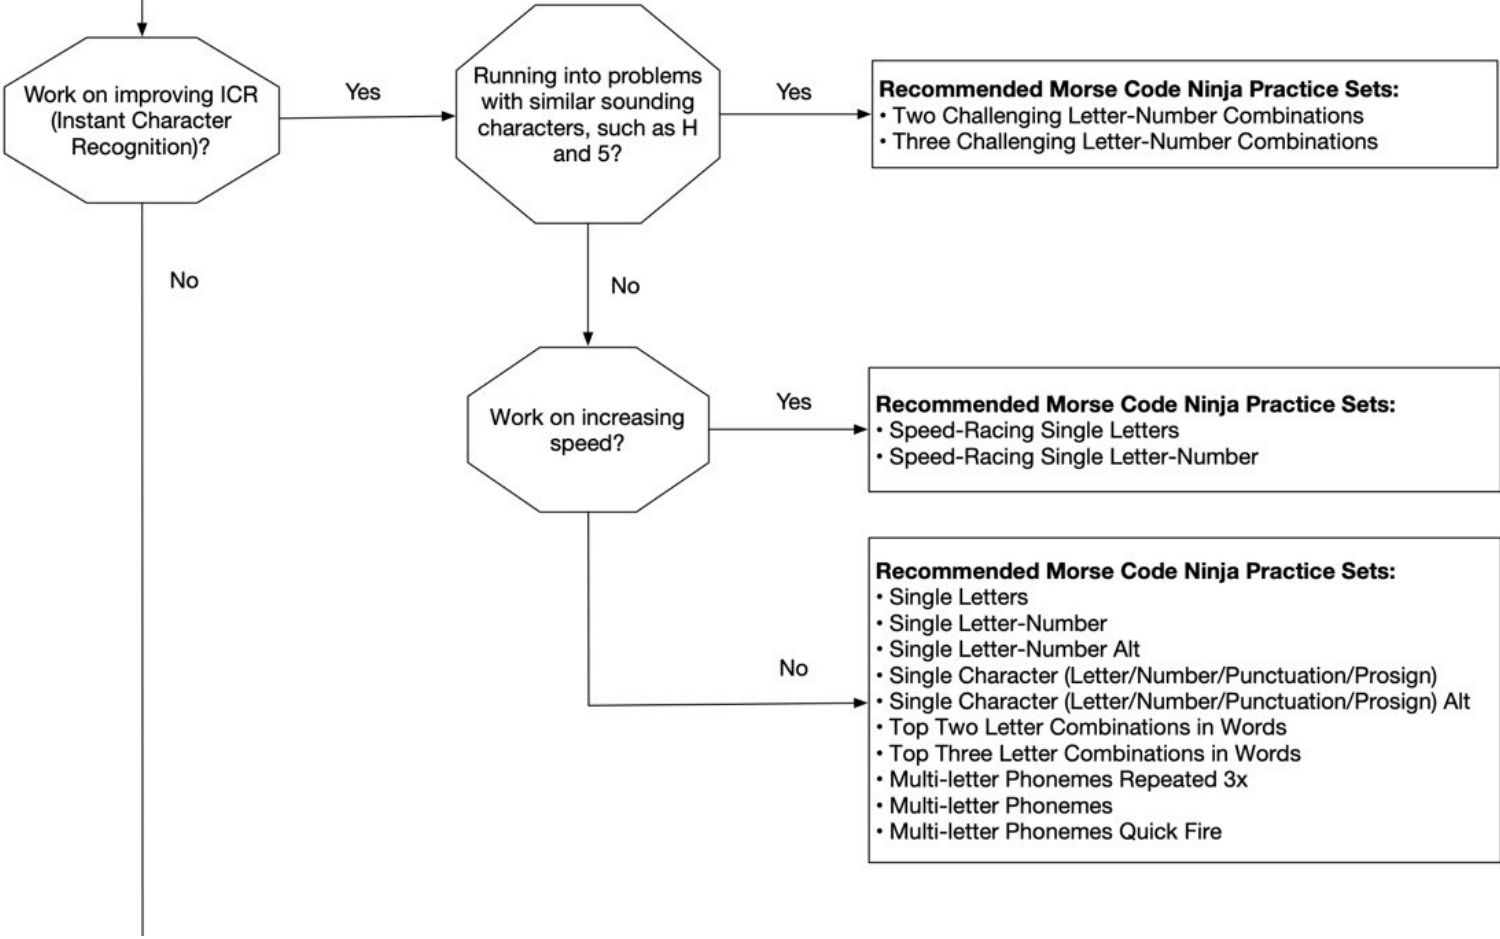 Work on improving ICR
(Instant Character
Recognition)?
Yes
Running into problems
with similar sounding
characters, such as H
and 5?
Yes
Recommended Morse Code Ninja Practice Sets:
• Two Challenging Letter-Number Combinations
• Three Challenging Letter-Number Combinations
No
No
Work on increasing
speed?
Yes
Recommended Morse Code Ninja Practice Sets:
• Speed-Racing Single Letters
• Speed-Racing Single Letter-Number
No
Recommended Morse Code Ninja Practice Sets:
• Single Letters
• Single Letter-Number
• Single Letter-Number Alt
• Single Character (Letter/Number/Punctuation/Prosign)
• Single Character (Letter/Number/Punctuation/Prosign) Alt
• Top Two Letter Combinations in Words
• Top Three Letter Combinations in Words
• Multi-letter Phonemes Repeated 3x
• Multi-letter Phonemes
• Multi-letter Phonemes Quick Fire